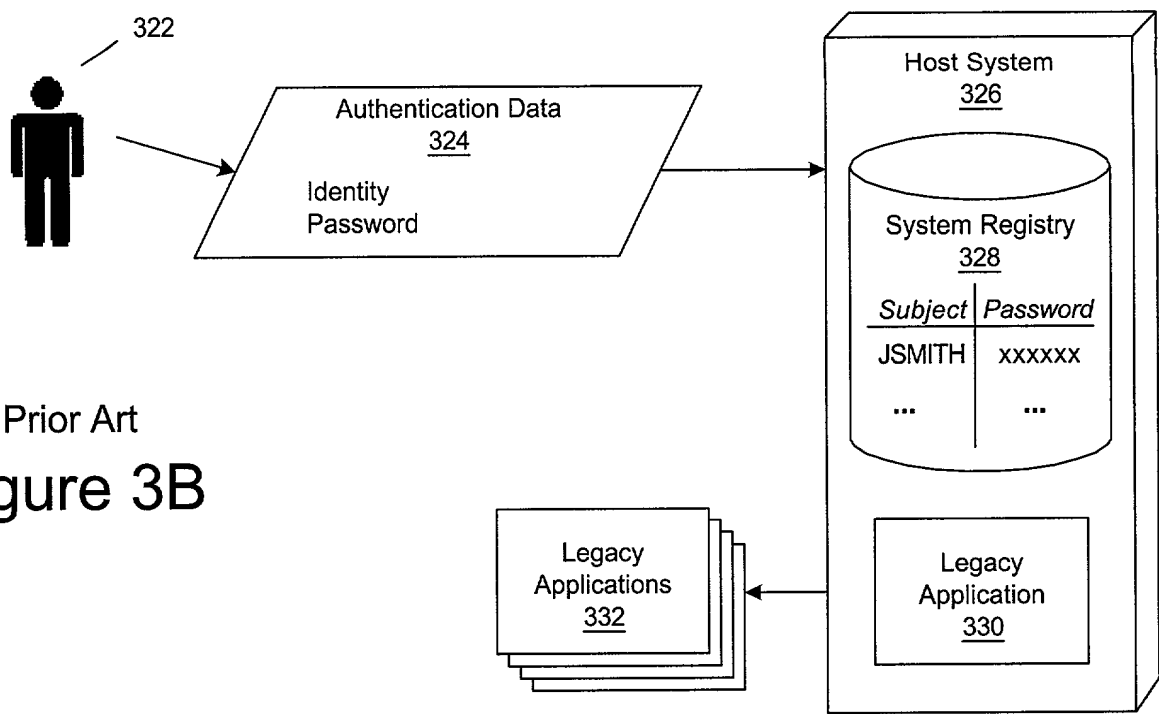 322
Authentication Data
324
Identity
Password
Host System
326
System Registry
328
Subject Password
JSMITH xxxxxx
... ...
Prior Art
gure 3B
Legacy
Applications
332
Legacy
Application
330